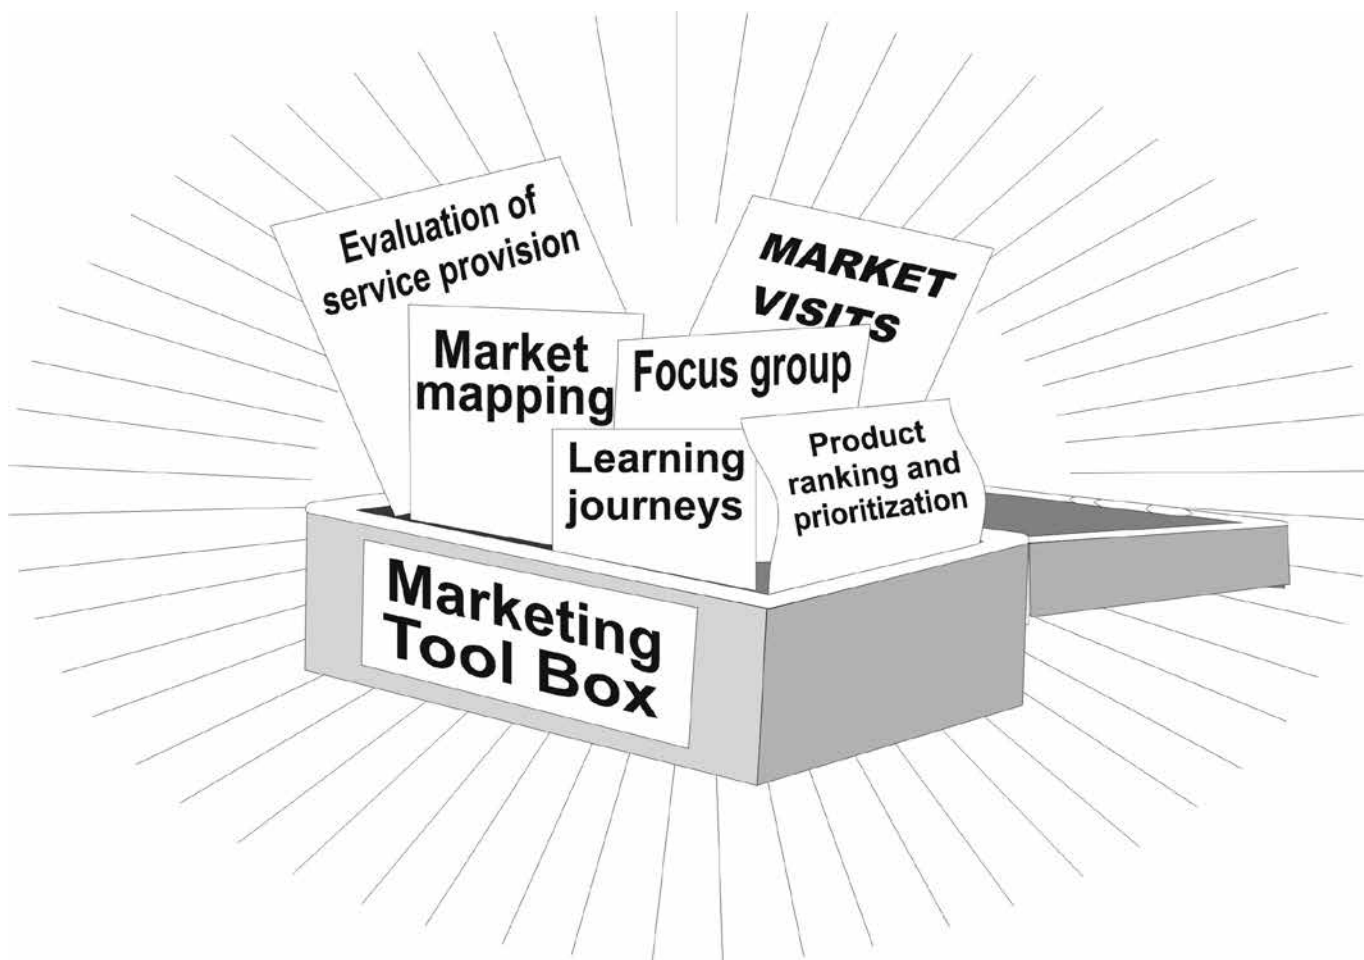 Evaluation of
service provision
MARKET
VISITS
Market
mapping
Focus group
Learning
journeys
Product
ranking and
prioritization
Marketing
Tool Box